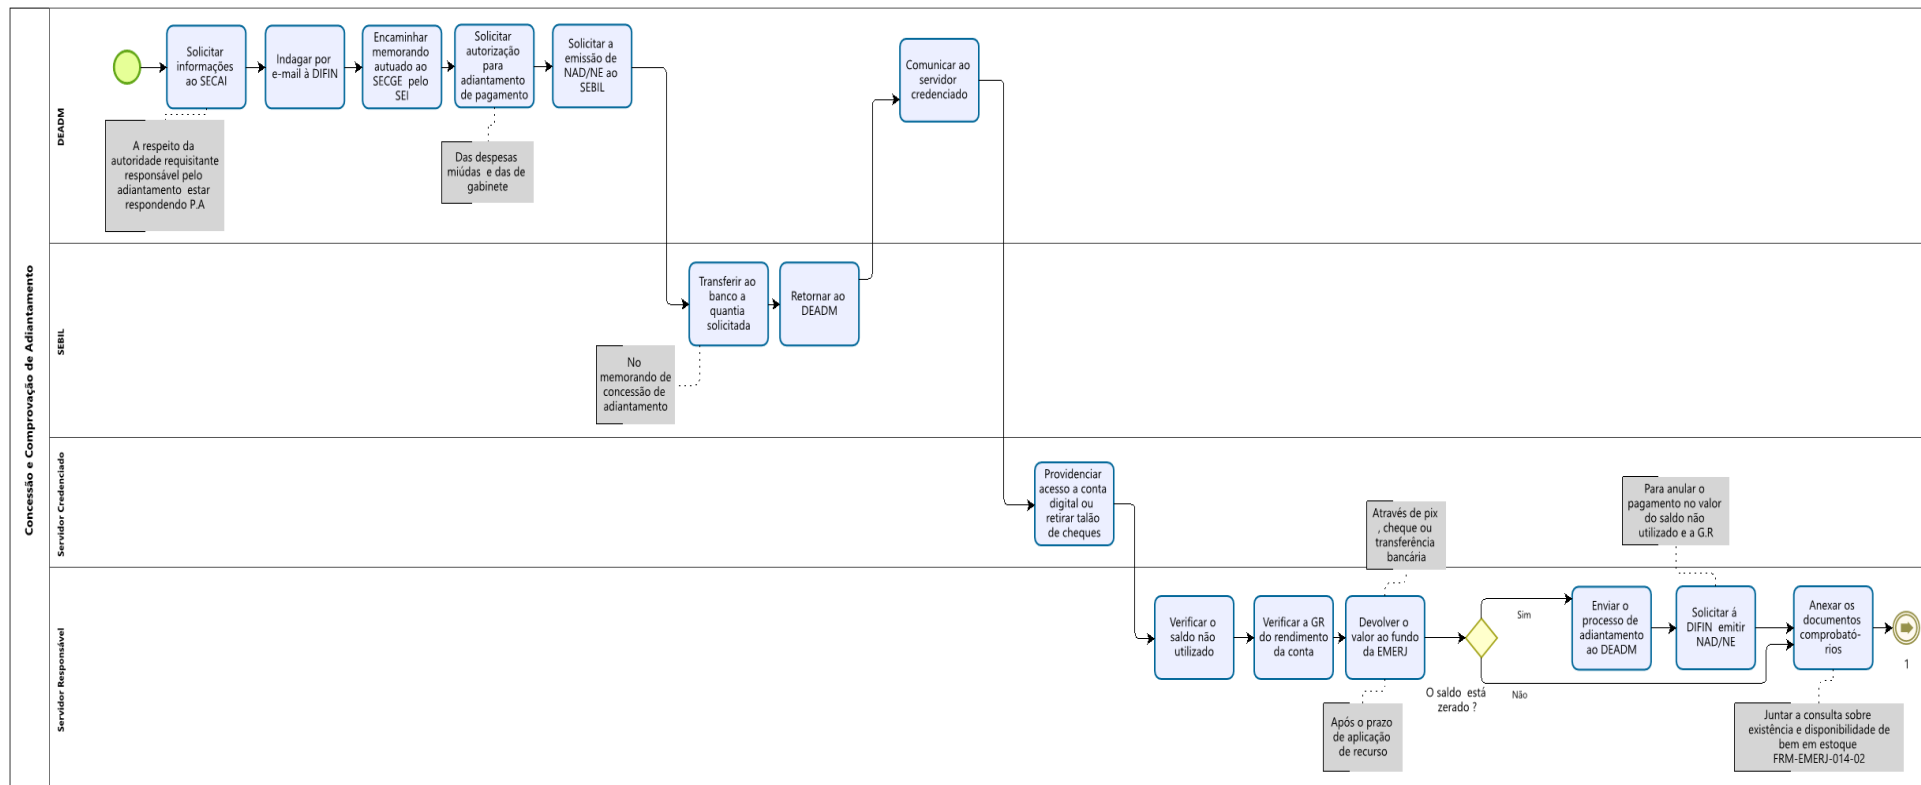 Concessão e Comprovação de Adiantamento
DEADM
Solicitar
informações
ao SECAI
Indagar por
e-mail à DIFIN
Encaminhar
memorando
autuado ao
SECGE pelo
SEI
Solicitar
autorização
para
adiantamento
de pagamento
Solicitar a
emissão de
NAD/NE ao
SEBIL
Comunicar ao
servidor
credenciado
A respeito da
autoridade requisitante
responsável pelo
adiantamento estar
respondendo P.A
Das despesas
miúdas e das de
gabinete
SEBIL
Transferir ao
banco a
quantia
solicitada
Retornar ao
DEADM
No
memorando de
concessão de
adiantamento
Servidor Credenciado
Providenciar
acesso a conta
digital ou
retirar talão
de cheques
Através de pix
, cheque ou
transferência
bancária
Para anular o
pagamento no valor
do saldo não
utilizado e a G.R
Servidor Responsável
Verificar o
saldo não
utilizado
Verificar a GR
do rendimento
da conta
Devolver o
valor ao fundo
da EMERJ
O saldo está
zerado ?
Sim
Não
Enviar o
processo de
adiantamento
ao DEADM
Solicitar á
DIFIN emitir
NAD/NE
Anexar os
documentos
comprobató-
rios
1
Após o prazo
de aplicação
de recurso
Juntar a consulta sobre
existência e disponibilidade de
bem em estoque
FRM-EMERJ-014-02